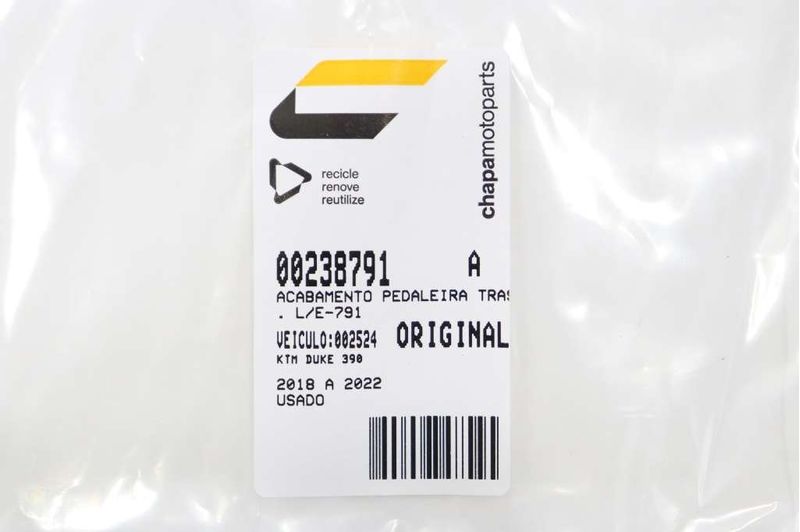 chapamotoparts
recicle
renove
reutilize
00238791 A
ACABAMENTO PEDALEIRA TRAS
. L/E-791
VEICULO:002524 ORIGINAL
KTM DUKE 390
2018 A 2022
USADO